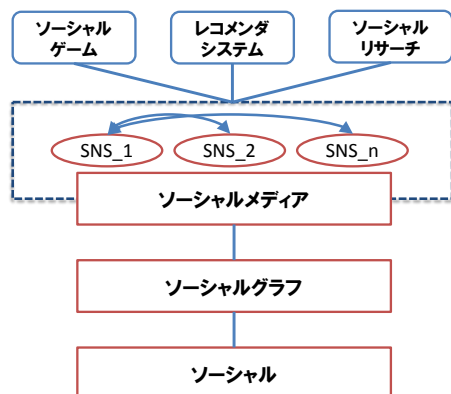 ソーシャル
ゲーム
レコメンダ
システム
ソーシャル
リサーチ
SNS_1
SNS_2
SNS_n
ソーシャルメディア
ソーシャルグラフ
ソーシャル